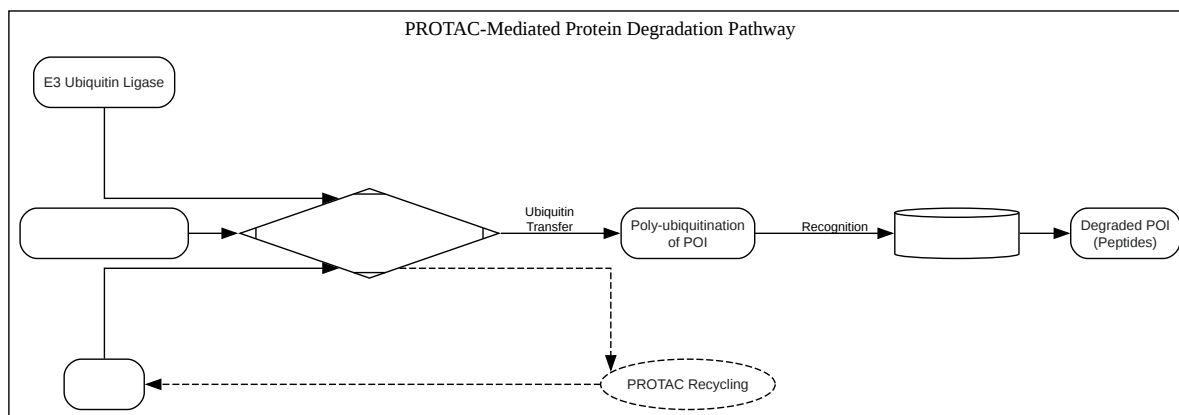 PROTAC-Mediated Protein Degradation Pathway
E3 Ubiquitin Ligase
Ubiquitin
Transfer
Poly-ubiquitination
of POI
Recognition
Degraded POI
(Peptides)
PROTAC Recycling